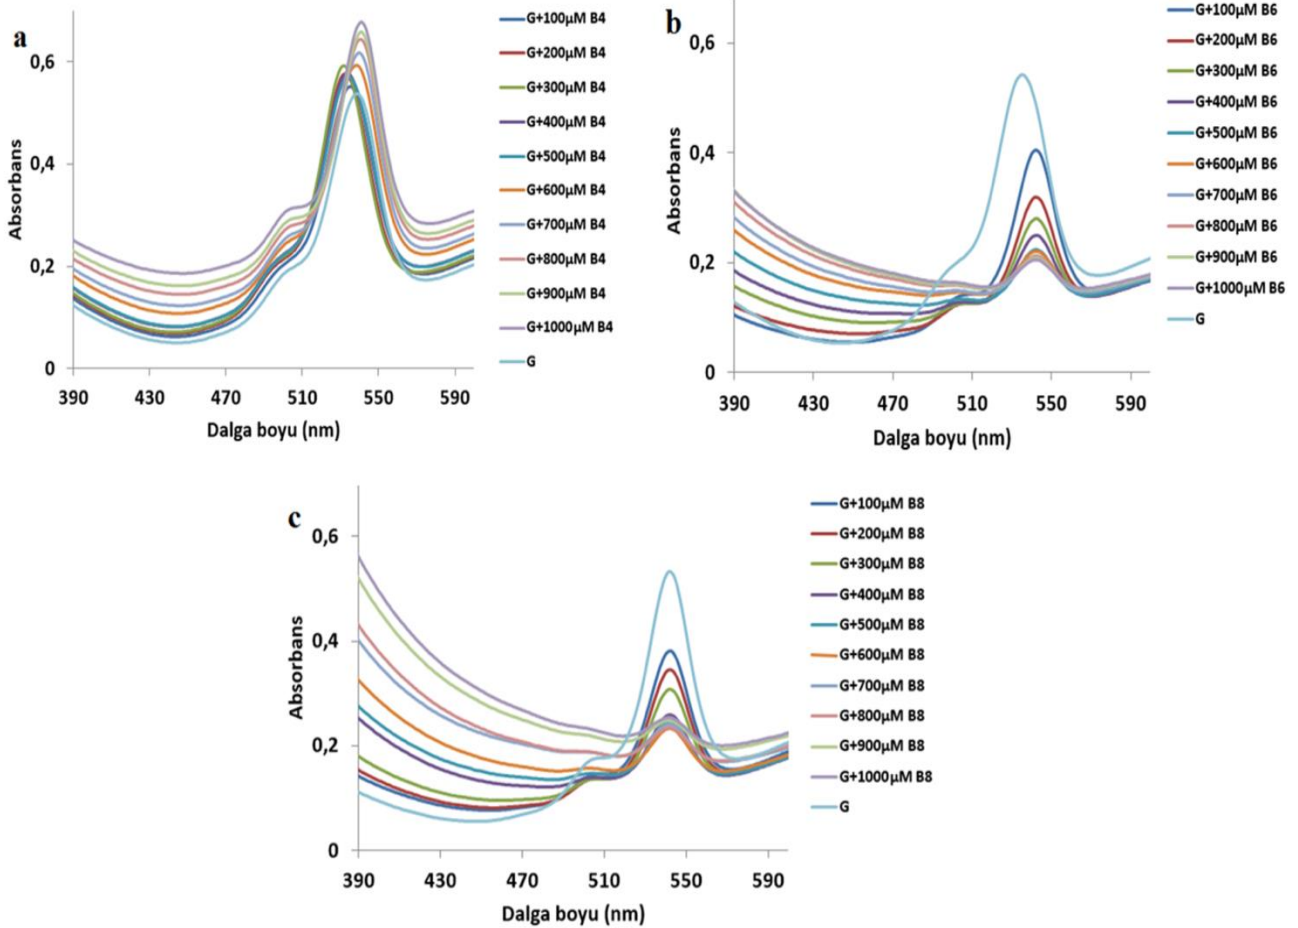 a
Absorbans
0,6
0,4
0,2
0
390 430 470 510 550 590
Dalga boyu (nm)
G+100µM B4
G+200µM B4
G+300µM B4
G+400µM B4
G+500µM B4
G+600µM B4
G+700µM B4
G+800µM B4
G+900µM B4
G+1000µM B4
G
b
Absorbans
0,6
0,4
0,2
0
390 430 470 510 550 590
Dalga boyu (nm)
G+100µM B6
G+200µM B6
G+300µM B6
G+400µM B6
G+500µM B6
G+600µM B6
G+700µM B6
G+800µM B6
G+900µM B6
G+1000µM B6
G
c
Absorbans
0,6
0,4
0,2
0
390 430 470 510 550 590
Dalga boyu (nm)
G+100µM B8
G+200µM B8
G+300µM B8
G+400µM B8
G+500µM B8
G+600µM B8
G+700µM B8
G+800µM B8
G+900µM B8
G+1000µM B8
G